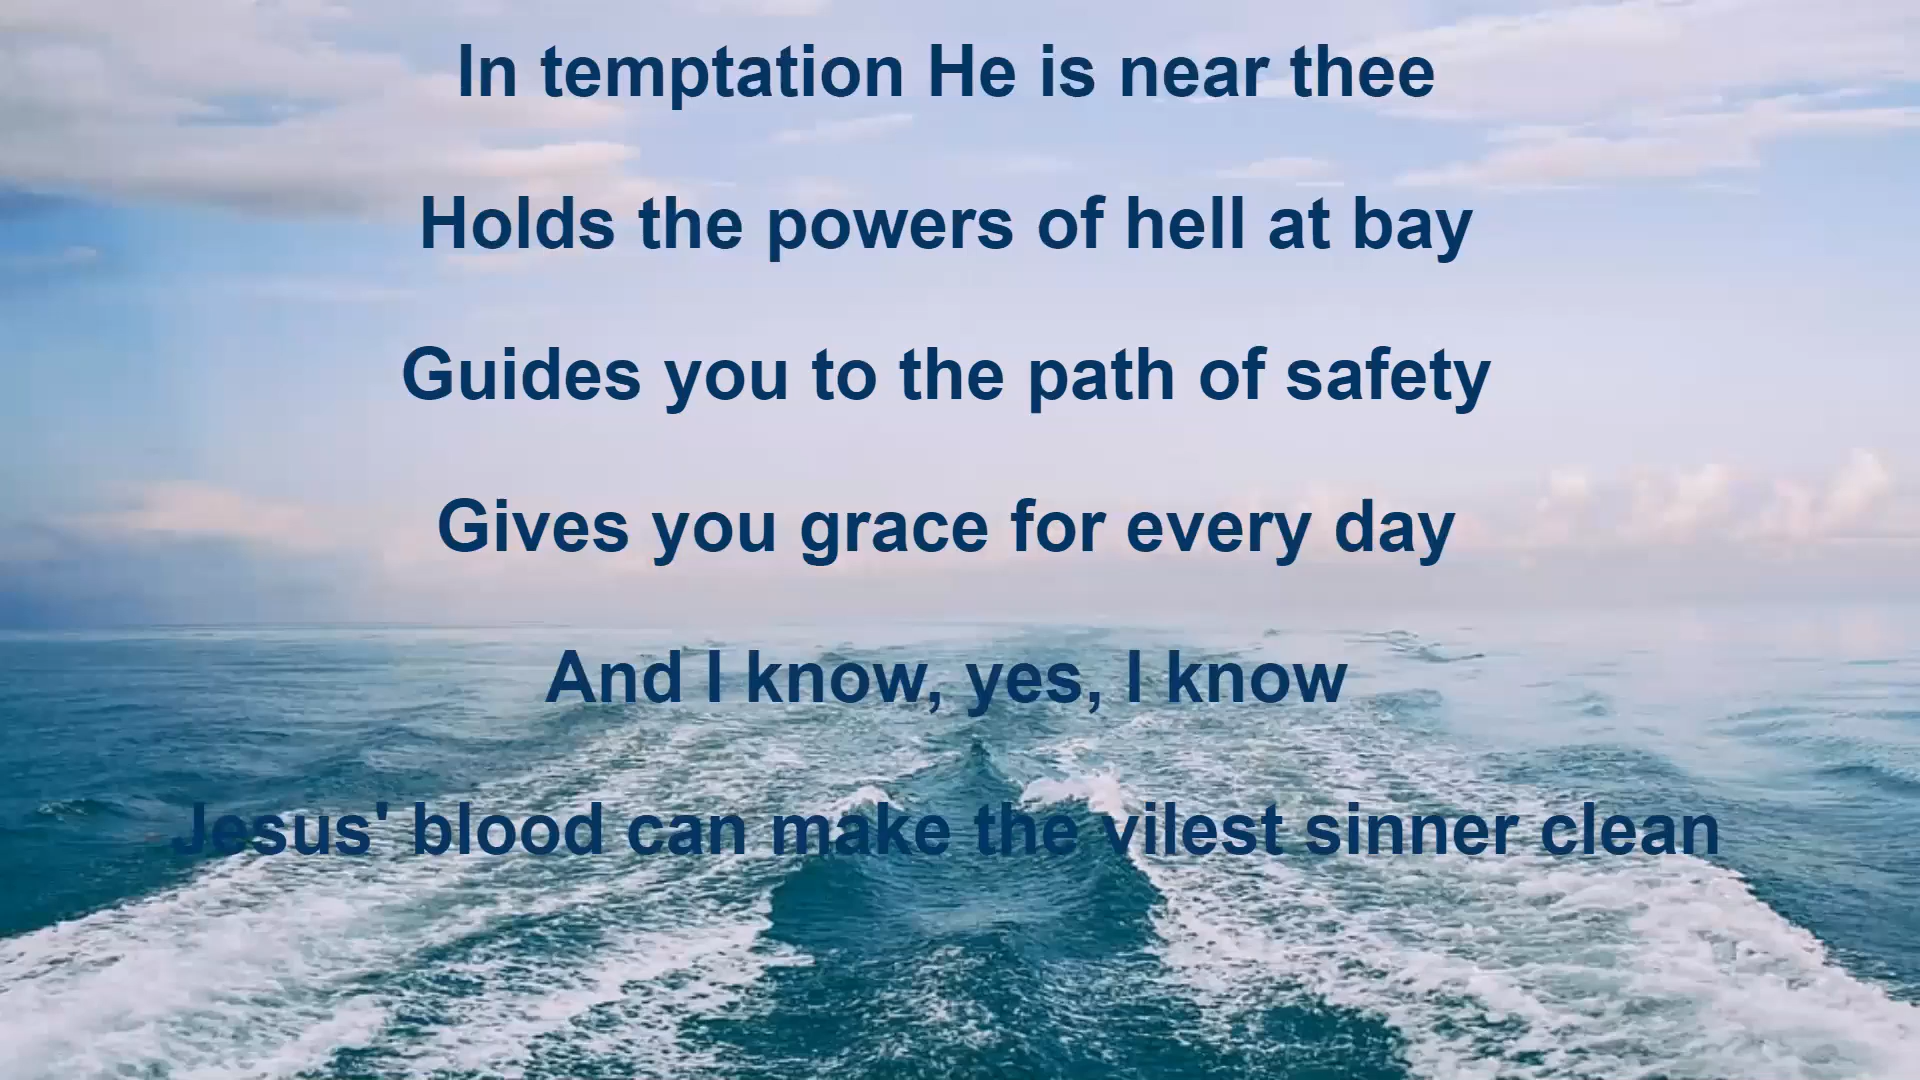 In temptation He is near thee
Holds the powers of hell at bay
Guides you to the path of safety
Gives you grace for every day
And I know, yes, I know
Jesus' blood can make the vilest sinner clean